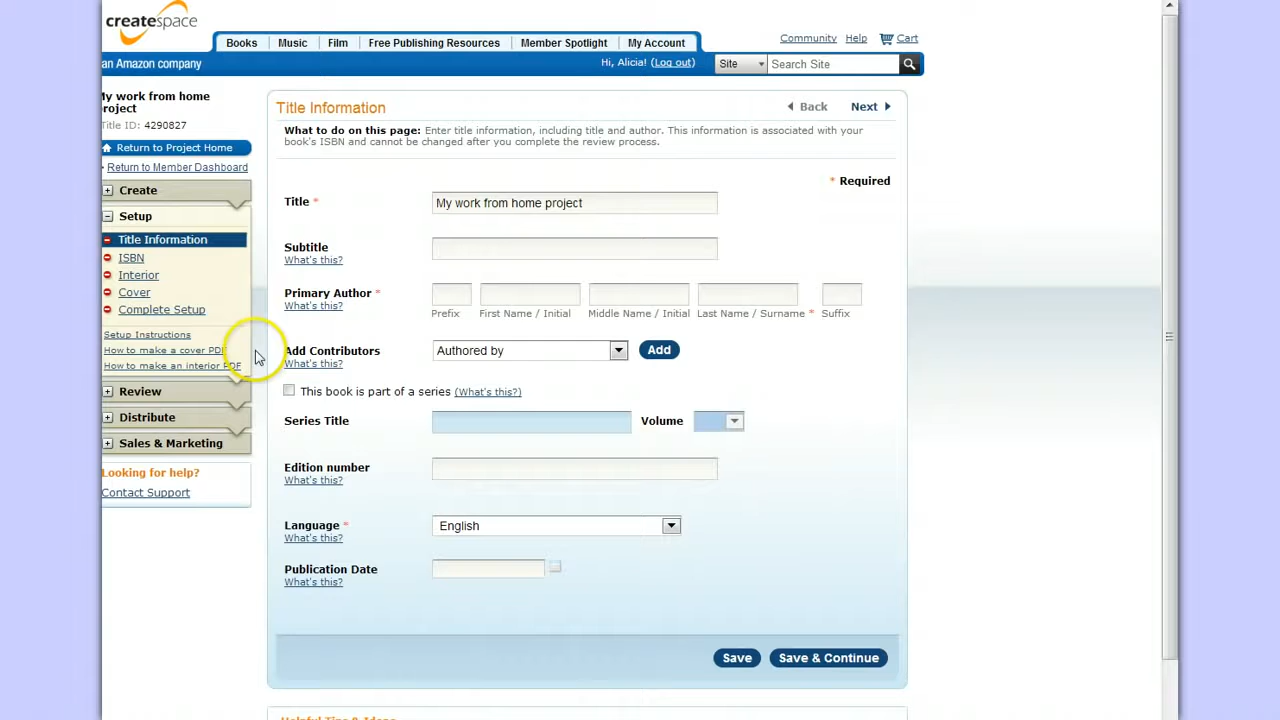 createspace
Books Music Film Free Publishing Resources Member Spotlight My Account
Community Help Cart
an Amazon company
Hi, Alicia! (Log out)
Site
Search Site
My work from home
project
Title ID: 4290827
Return to Project Home
Return to Member Dashboard
Create
Setup
Title Information
ISBN
Interior
Cover
Complete Setup
Setup Instructions
How to make a cover PDF
How to make an interior PDF
Review
Distribute
Sales & Marketing
Looking for help?
Contact Support
Title Information
Back Next
What to do on this page: Enter title information, including title and author. This information is associated with your
book's ISBN and cannot be changed after you complete the review process.
* Required
Title * My work from home project
Subtitle
What's this?
Primary Author *
What's this?
Prefix First Name / Initial Middle Name / Initial Last Name / Surname * Suffix
Add Contributors Authored by Add
What's this?
This book is part of a series (What's this?)
Series Title Volume
Edition number
What's this?
Language * English
What's this?
Publication Date
What's this?
Save Save & Continue
Helpful Tips & Ideas